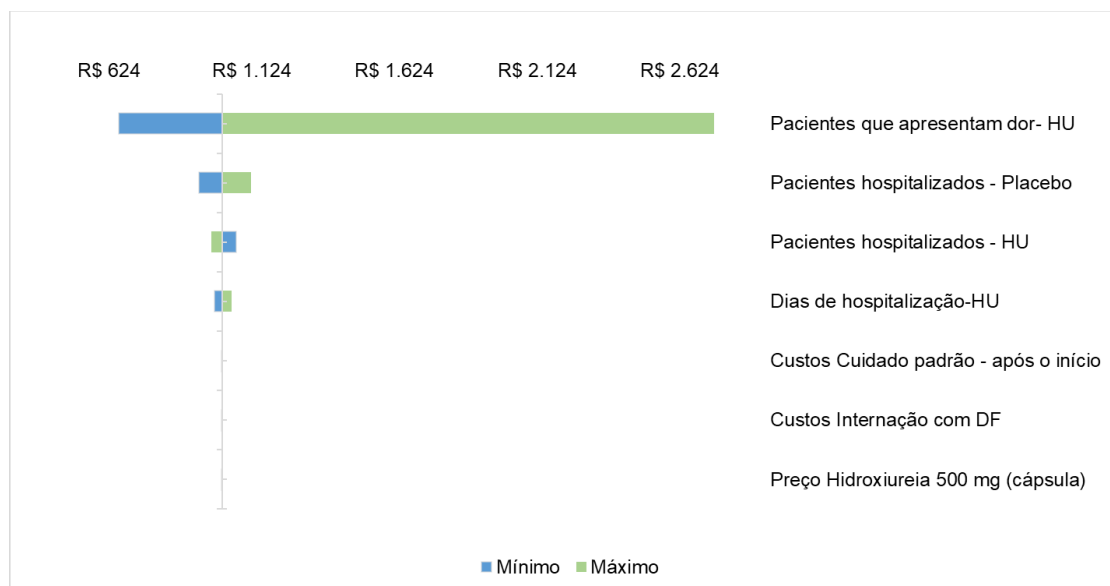 R$ 624 R$ 1.124 R$ 1.624 R$ 2.124 R$ 2.624
Pacientes que apresentam dor- HU
Pacientes hospitalizados - Placebo
Pacientes hospitalizados - HU
Dias de hospitalização-HU
Custos Cuidado padrão - após o início
Custos Internação com DF
Preço Hidroxiureia 500 mg (cápsula)
Mínimo Máximo